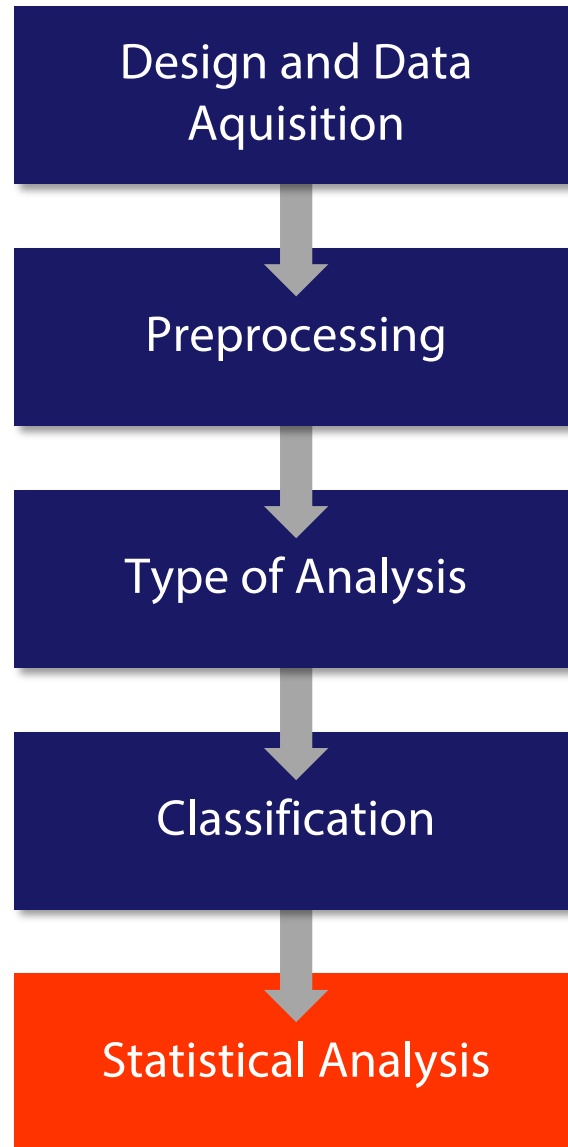 Design and Data
Aquisition
Preprocessing
Type of Analysis
Classification
Statistical Analysis